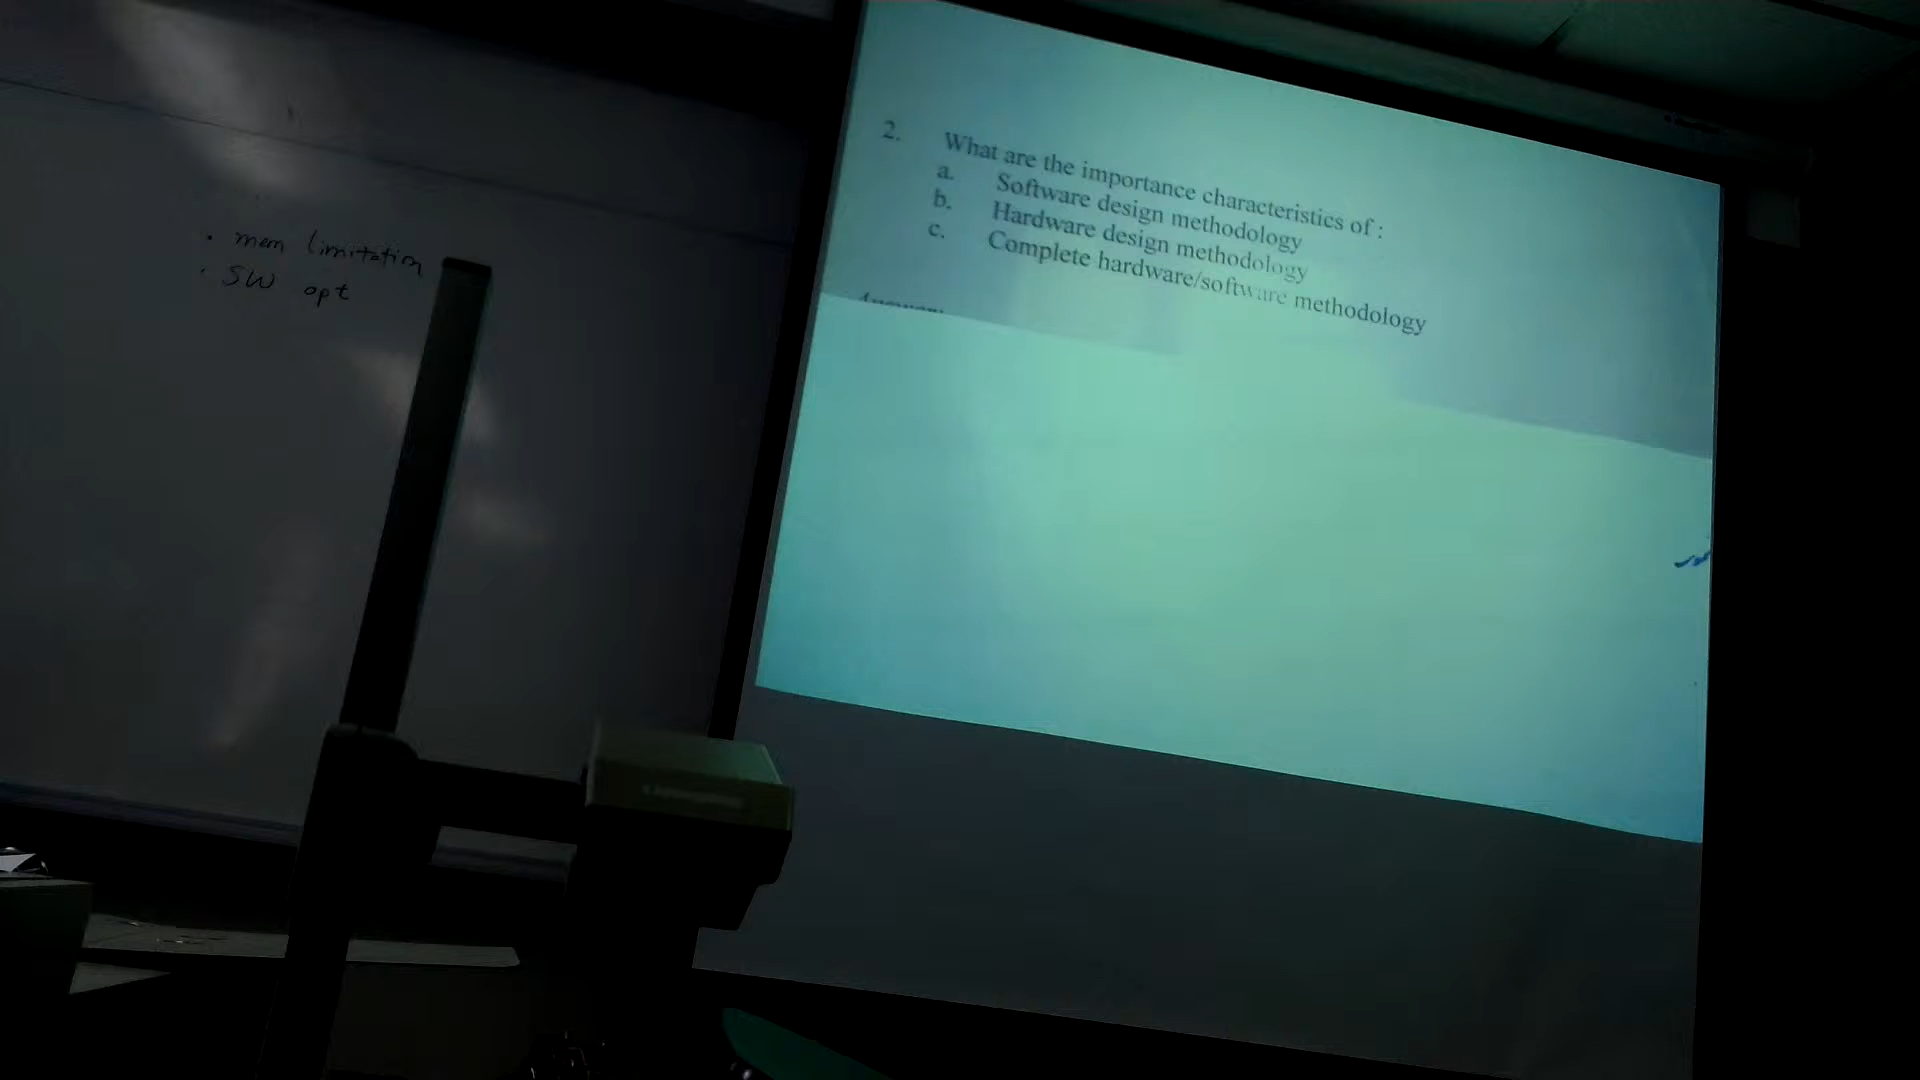 · mem limitation
· SW opt
2. What are the importance characteristics of :
a. Software design methodology
b. Hardware design methodology
c. Complete hardware/software methodology